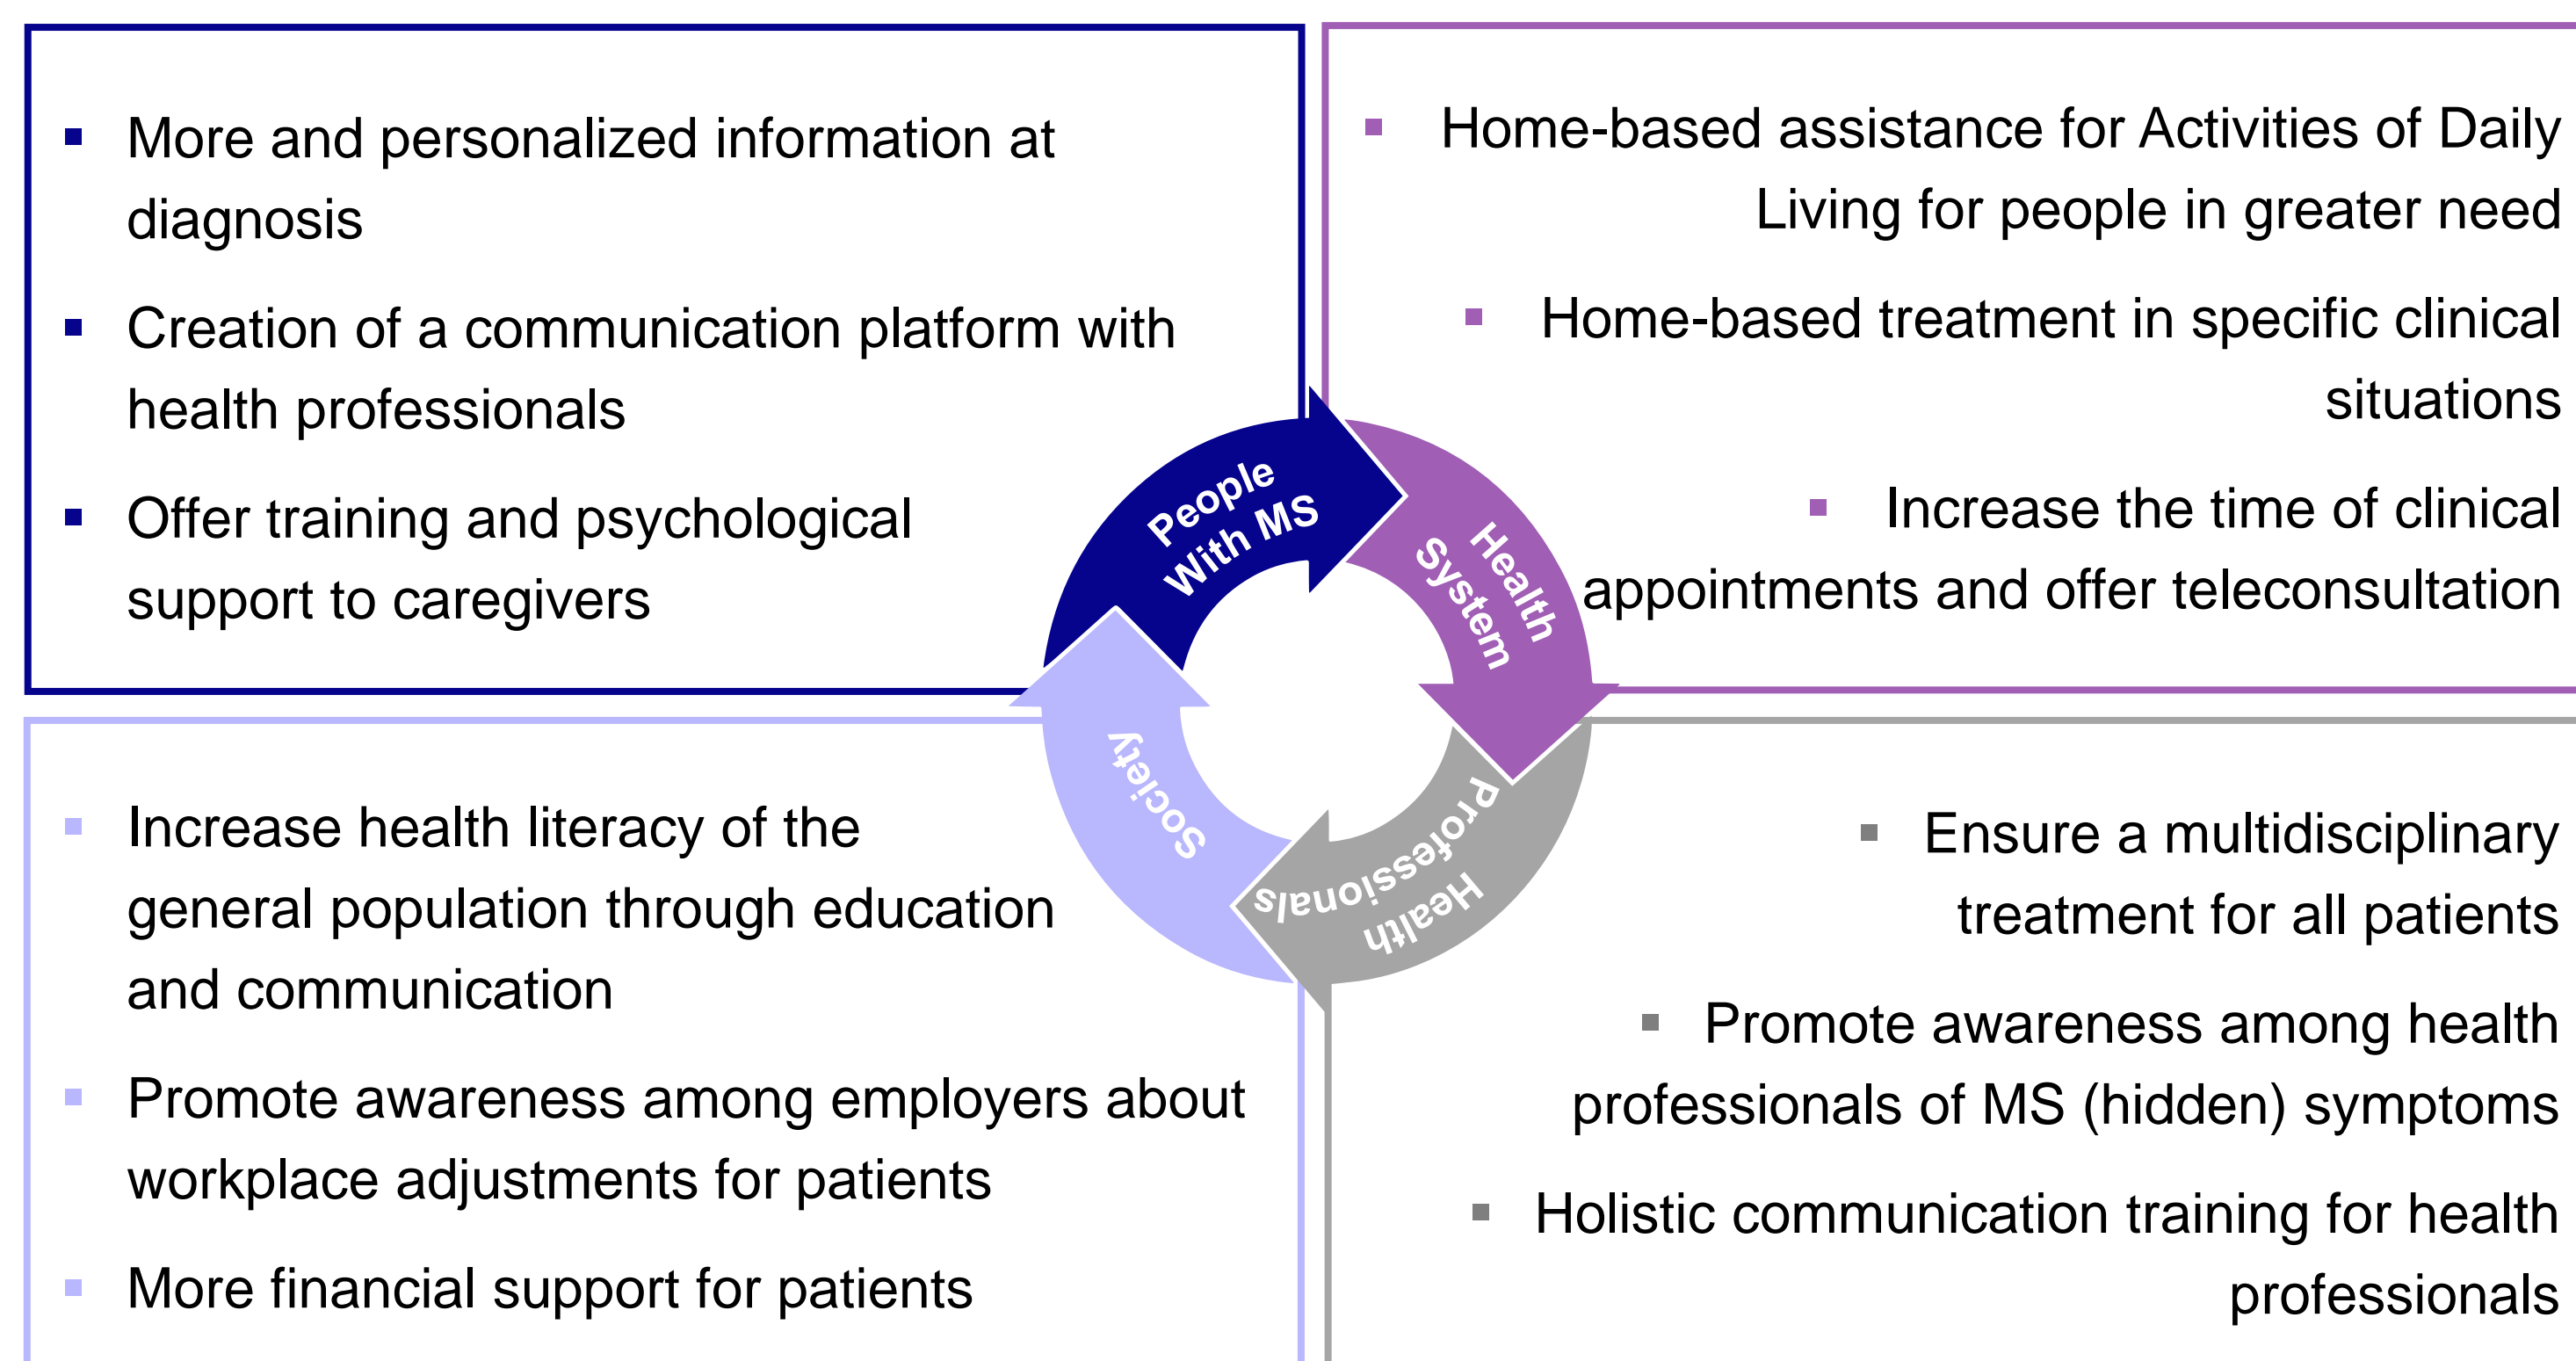 More and personalized information at
diagnosis
Creation of a communication platform with
health professionals
Offer training and psychological
support to caregivers
Home-based assistance for Activities of Daily
Living for people in greater need
Home-based treatment in specific clinical
situations
Increase the time of clinical
appointments and offer teleconsultation
People
With MS
Health
System
Health
Professionals
Society
Increase health literacy of the
general population through education
and communication
Promote awareness among employers about
workplace adjustments for patients
More financial support for patients
Ensure a multidisciplinary
treatment for all patients
Promote awareness among health
professionals of MS (hidden) symptoms
Holistic communication training for health
professionals